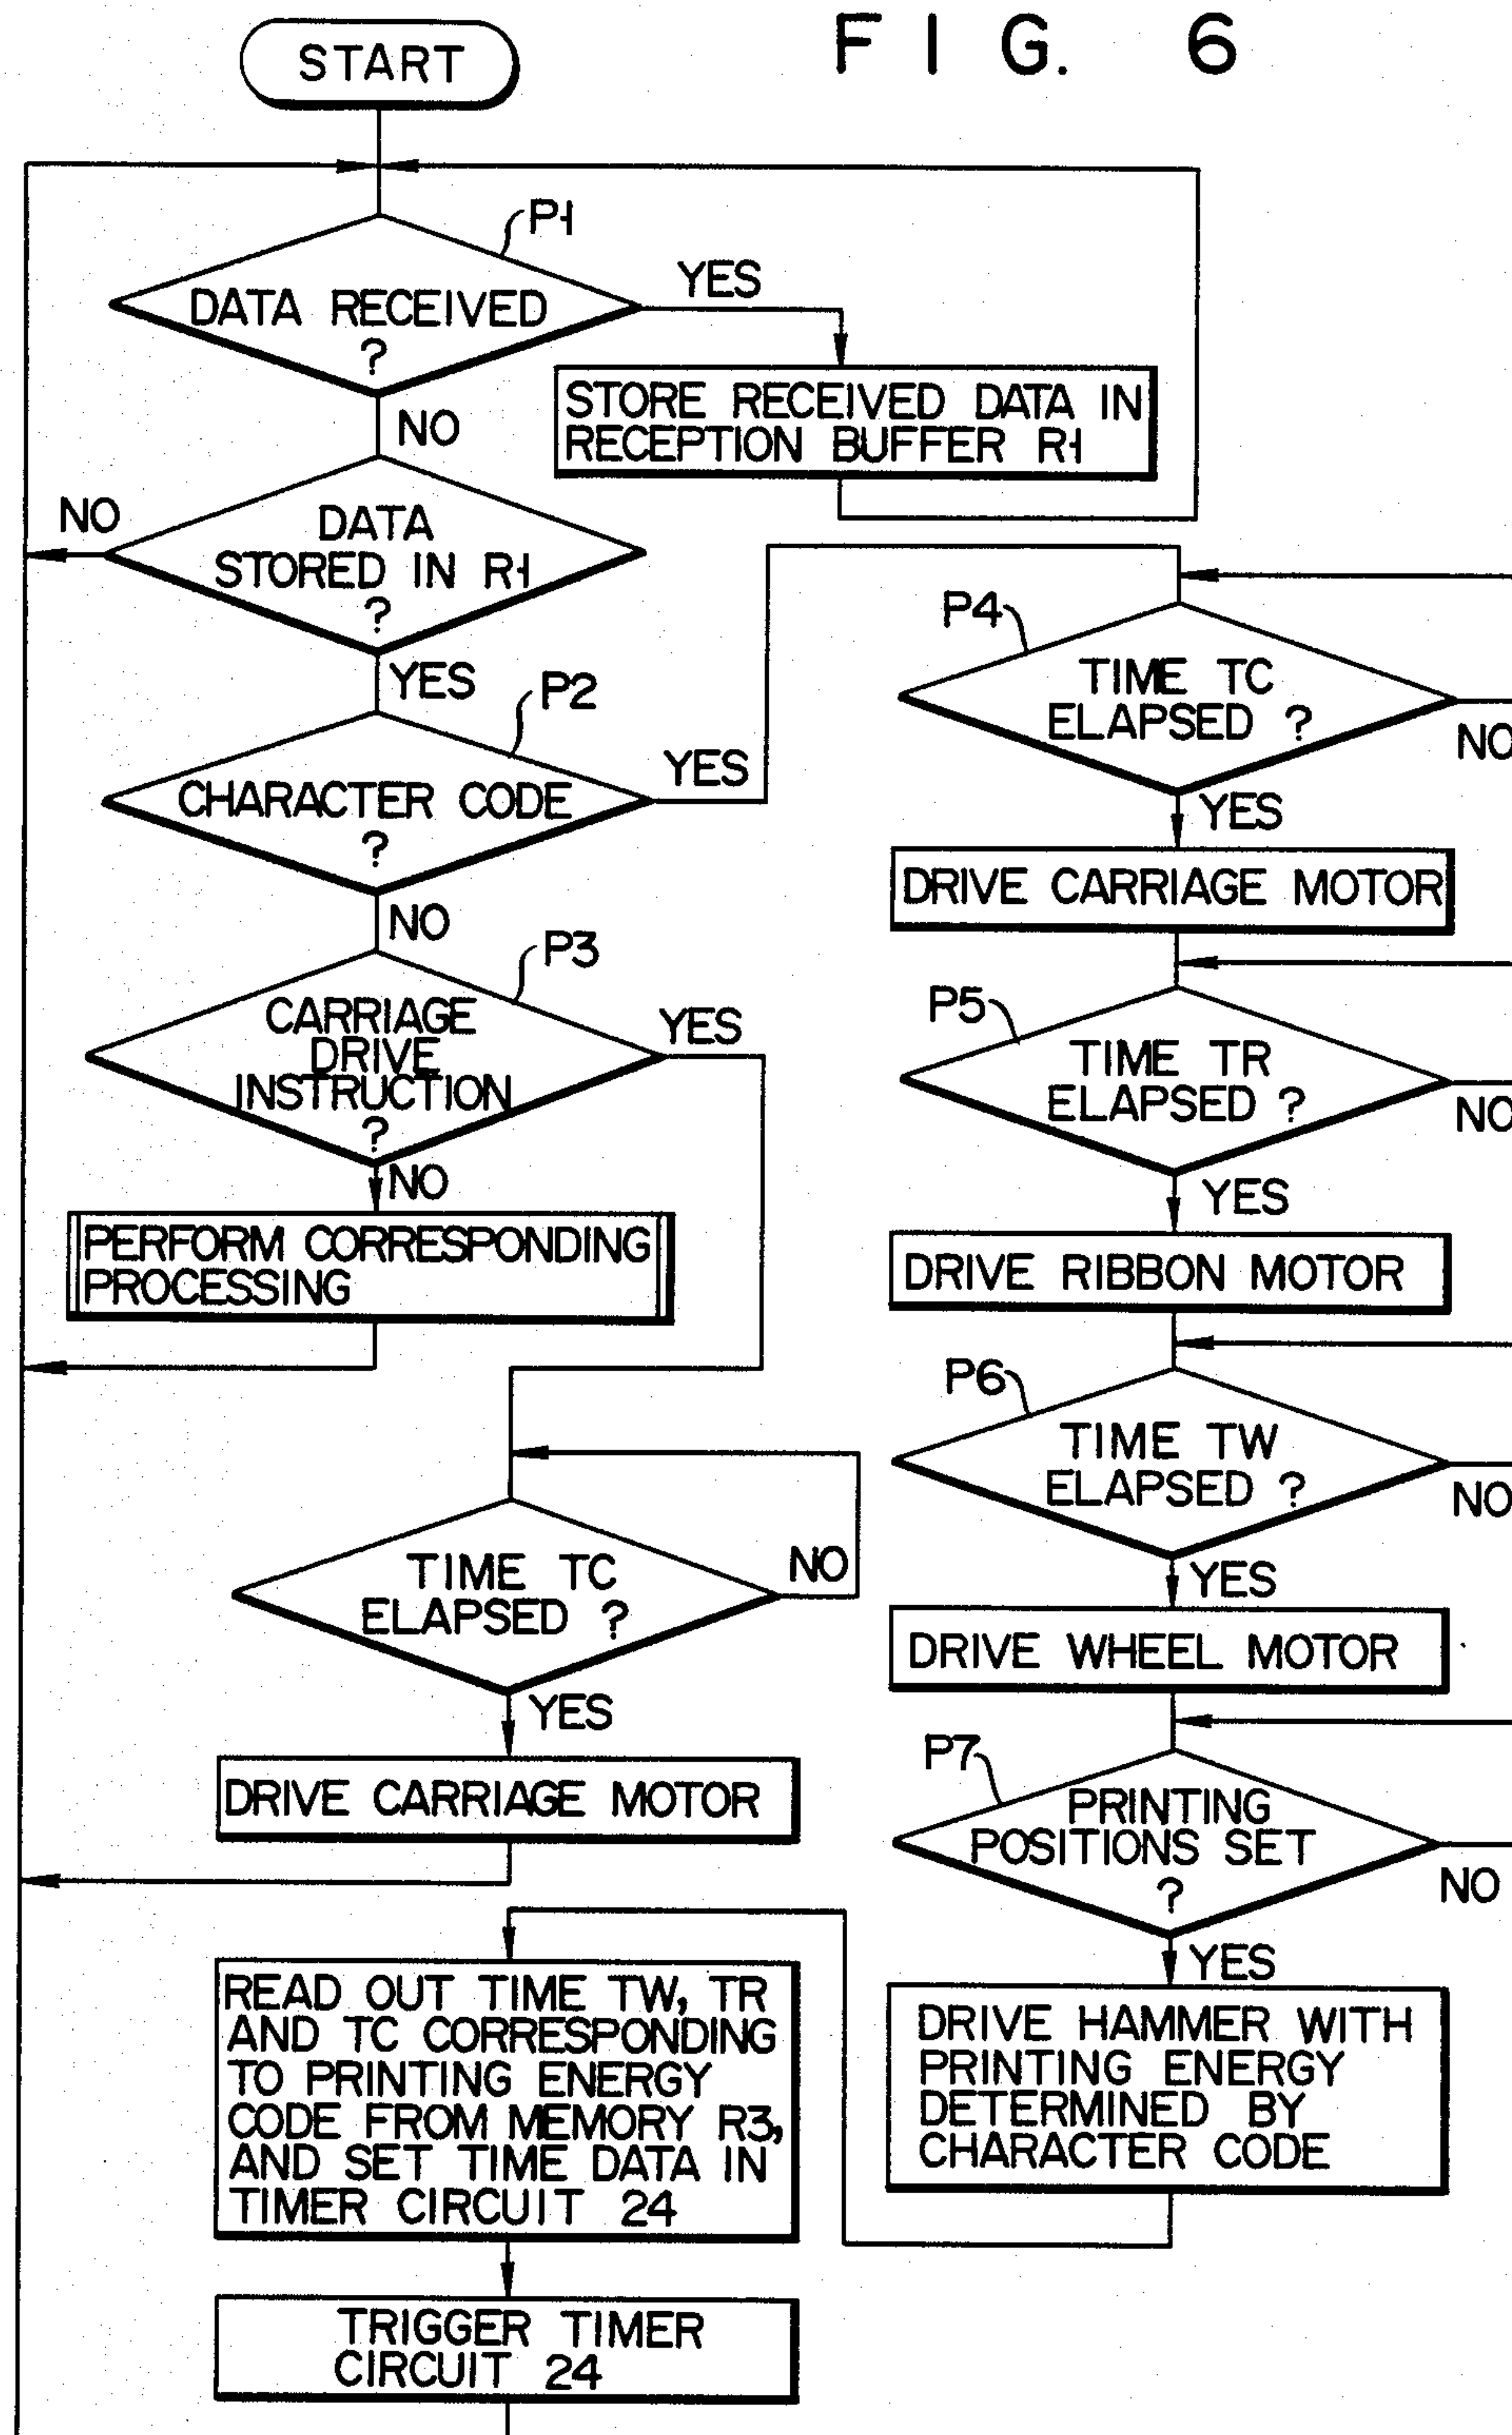 FIG. 6
START
P1
DATA RECEIVED
?
YES
STORE RECEIVED DATA IN
RECEPTION BUFFER R1
NO
DATA
STORED IN R1
?
NO
YES
P2
CHARACTER CODE
?
YES
NO
P3
CARRIAGE
DRIVE
INSTRUCTION
?
YES
NO
PERFORM CORRESPONDING
PROCESSING
TIME TC
ELAPSED ?
NO
YES
DRIVE CARRIAGE MOTOR
P4
TIME TC
ELAPSED ?
NO
YES
DRIVE CARRIAGE MOTOR
P5
TIME TR
ELAPSED ?
NO
YES
DRIVE RIBBON MOTOR
P6
TIME TW
ELAPSED ?
NO
YES
DRIVE WHEEL MOTOR
P7
PRINTING
POSITIONS SET
?
NO
YES
DRIVE HAMMER WITH
PRINTING ENERGY
DETERMINED BY
CHARACTER CODE
READ OUT TIME TW, TR
AND TC CORRESPONDING
TO PRINTING ENERGY
CODE FROM MEMORY R3,
AND SET TIME DATA IN
TIMER CIRCUIT 24
TRIGGER TIMER
CIRCUIT 24